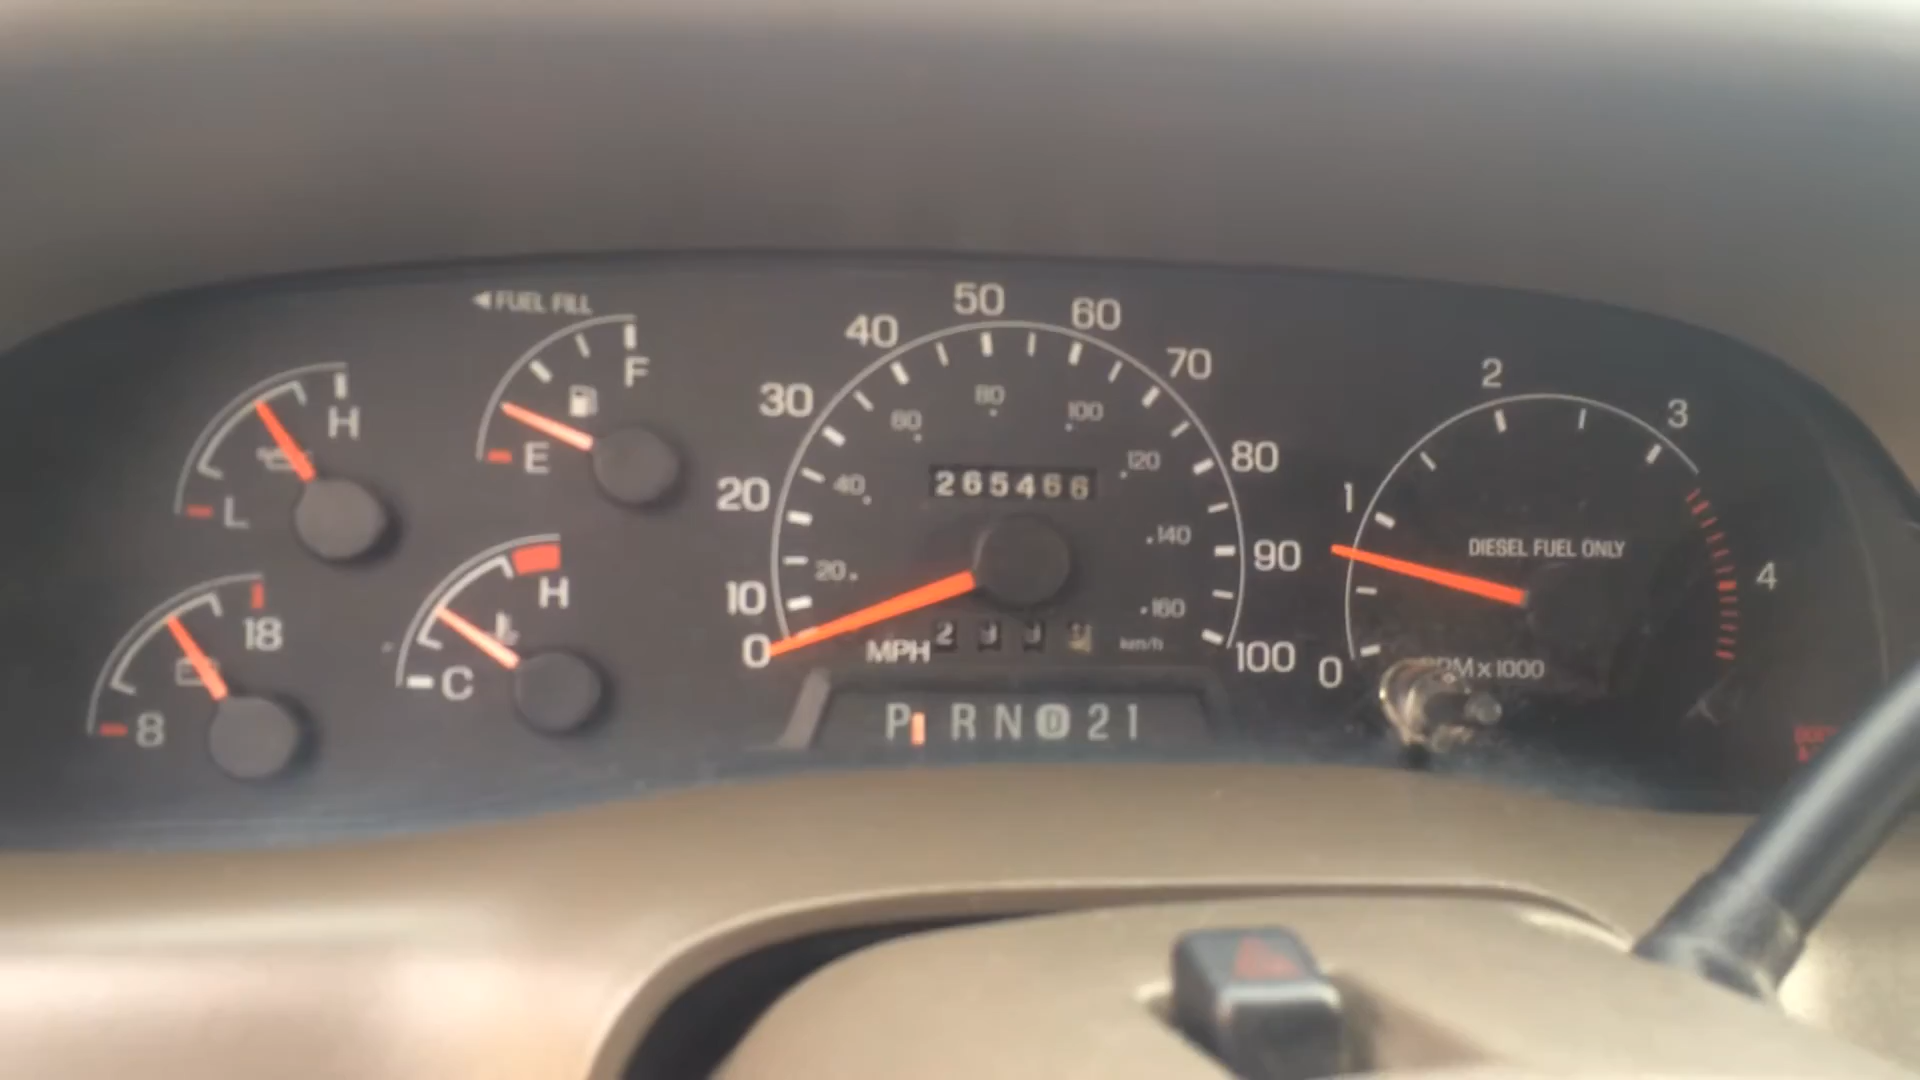 FUEL FILL
F
E
H
L
18
8
H
C
0 10 20 30 40 50 60 70 80 90 100
20 40 60 80 100 120 140 160
265466
MPH
km/h
P R N D 2 1
0 1 2 3 4
DIESEL FUEL ONLY
RPM x 1000